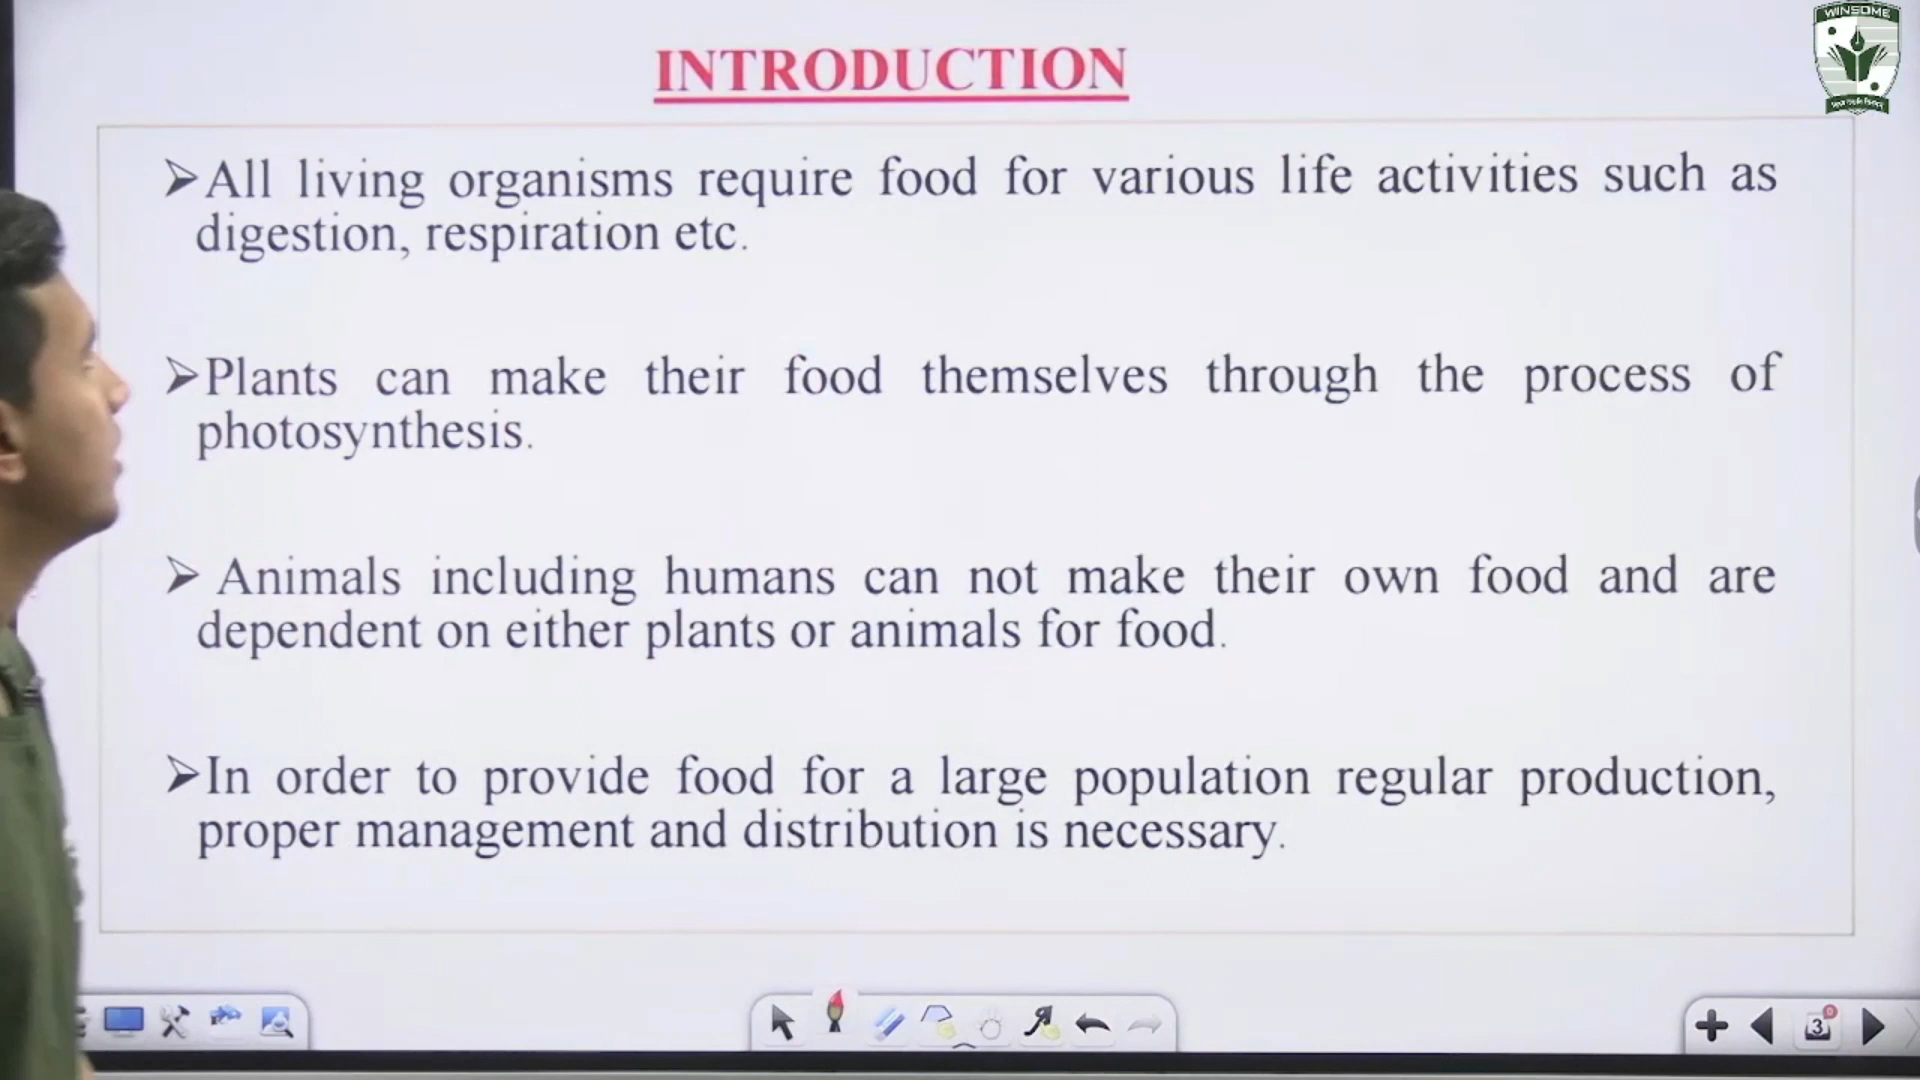 WINSOME
INTRODUCTION
➢All living organisms require food for various life activities such as
digestion, respiration etc.
➢Plants can make their food themselves through the process of
photosynthesis.
➢ Animals including humans can not make their own food and are
dependent on either plants or animals for food.
➢In order to provide food for a large population regular production,
proper management and distribution is necessary.
3
0